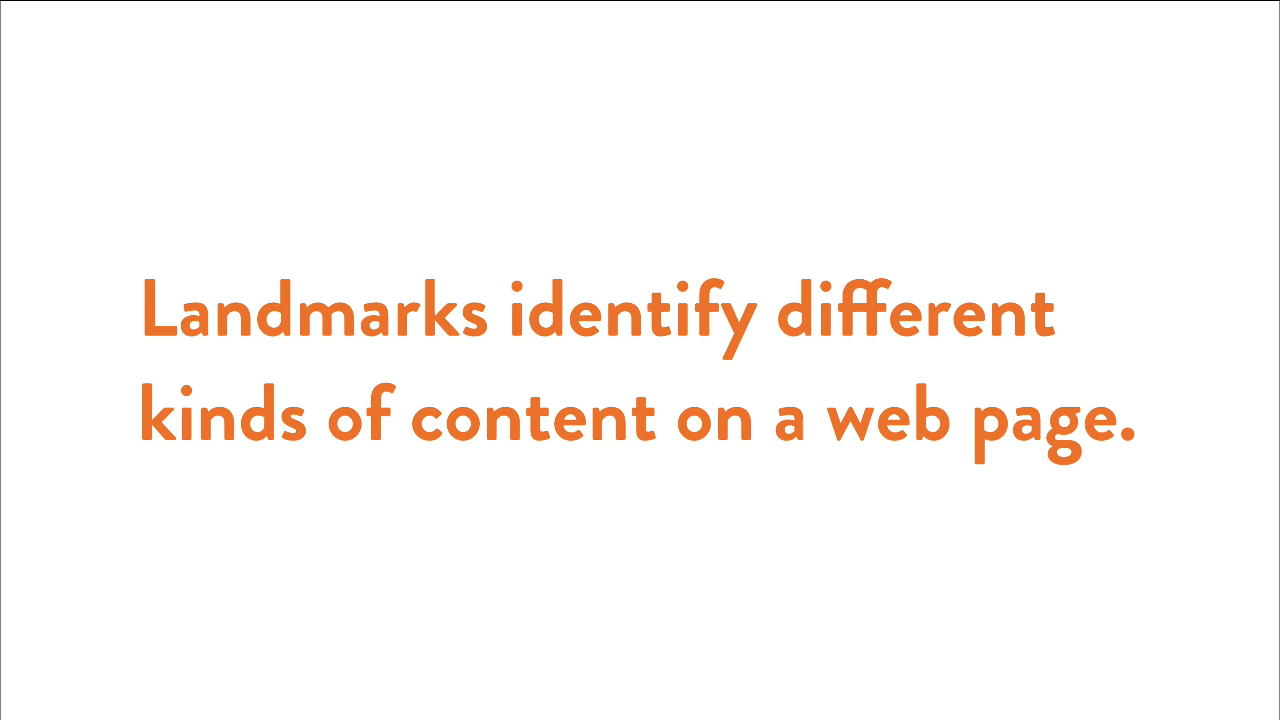 Landmarks identify different
kinds of content on a web page.